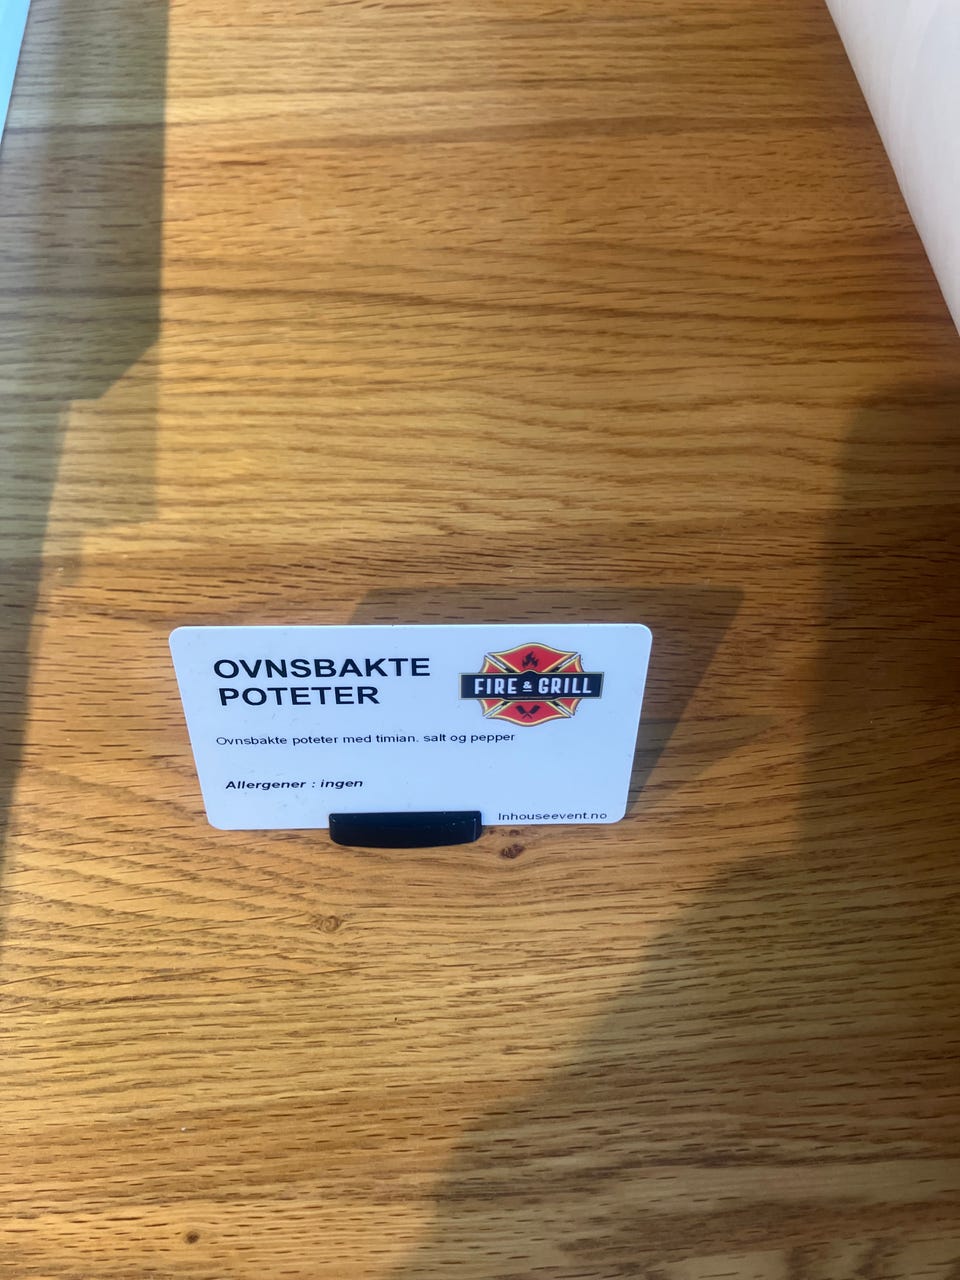 OVNSBAKTE
POTETER
FIRE & GRILL
Ovnsbakte poteter med timian. salt og pepper
Allergener : ingen
Inhouseevent.no